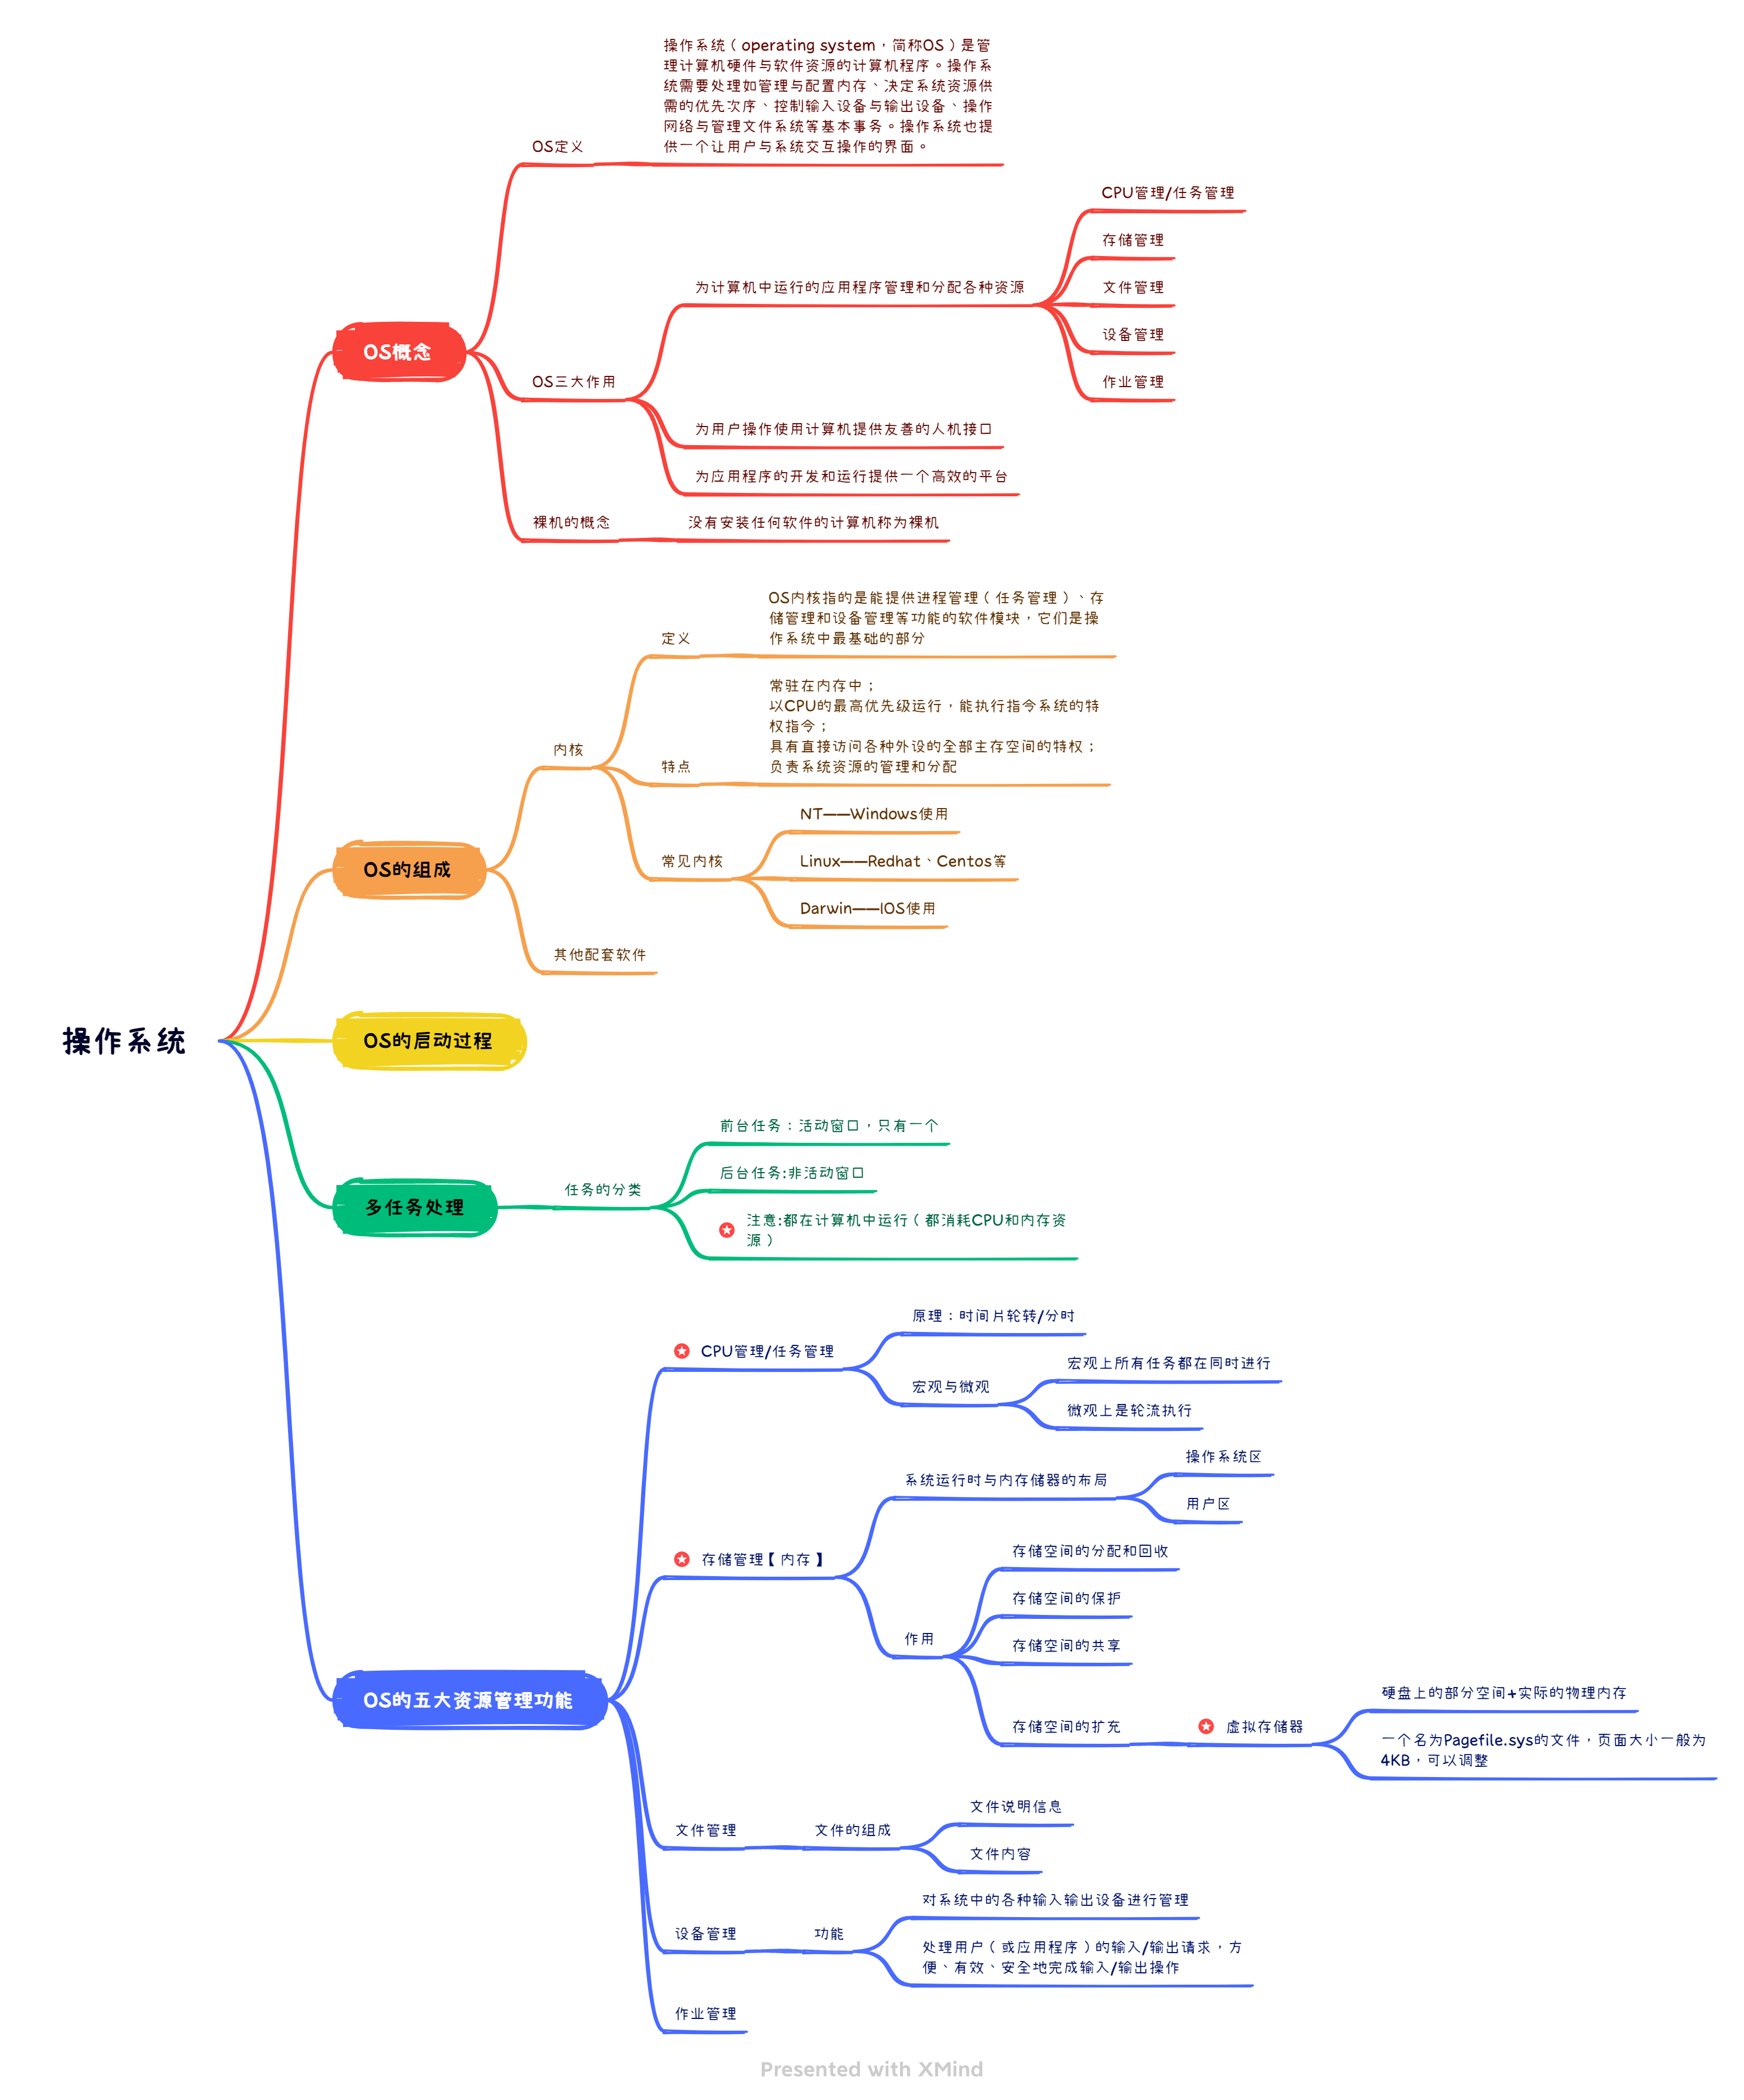 操作系统（operating system，简称OS）是管
理计算机硬件与软件资源的计算机程序。操作系
统需要处理如管理与配置内存、决定系统资源供
需的优先次序、控制输入设备与输出设备、操作
网络与管理文件系统等基本事务。操作系统也提
供一个让用户与系统交互操作的界面。
OS定义
CPU管理/任务管理
存储管理
为计算机中运行的应用程序管理和分配各种资源
文件管理
设备管理
OS概念
OS三大作用
作业管理
为用户操作使用计算机提供友善的人机接口
为应用程序的开发和运行提供一个高效的平台
裸机的概念
没有安装任何软件的计算机称为裸机
OS内核指的是能提供进程管理（任务管理）、存
储管理和设备管理等功能的软件模块，它们是操
作系统中最基础的部分
定义
常驻在内存中；
以CPU的最高优先级运行，能执行指令系统的特
权指令；
具有直接访问各种外设的全部主存空间的特权；
负责系统资源的管理和分配
内核
特点
NT——Windows使用
常见内核
Linux——Redhat、Centos等
OS的组成
Darwin——IOS使用
其他配套软件
操作系统
OS的启动过程
前台任务：活动窗口，只有一个
后台任务:非活动窗口
任务的分类
多任务处理
注意:都在计算机中运行（都消耗CPU和内存资
源）
原理：时间片轮转/分时
CPU管理/任务管理
宏观上所有任务都在同时进行
宏观与微观
微观上是轮流执行
操作系统区
系统运行时与内存储器的布局
用户区
存储管理【内存】
存储空间的分配和回收
存储空间的保护
作用
存储空间的共享
OS的五大资源管理功能
硬盘上的部分空间+实际的物理内存
存储空间的扩充
虚拟存储器
一个名为Pagefile.sys的文件，页面大小一般为
4KB，可以调整
文件说明信息
文件管理
文件的组成
文件内容
对系统中的各种输入输出设备进行管理
设备管理
功能
处理用户（或应用程序）的输入/输出请求，方
便、有效、安全地完成输入/输出操作
作业管理
Presented with XMind